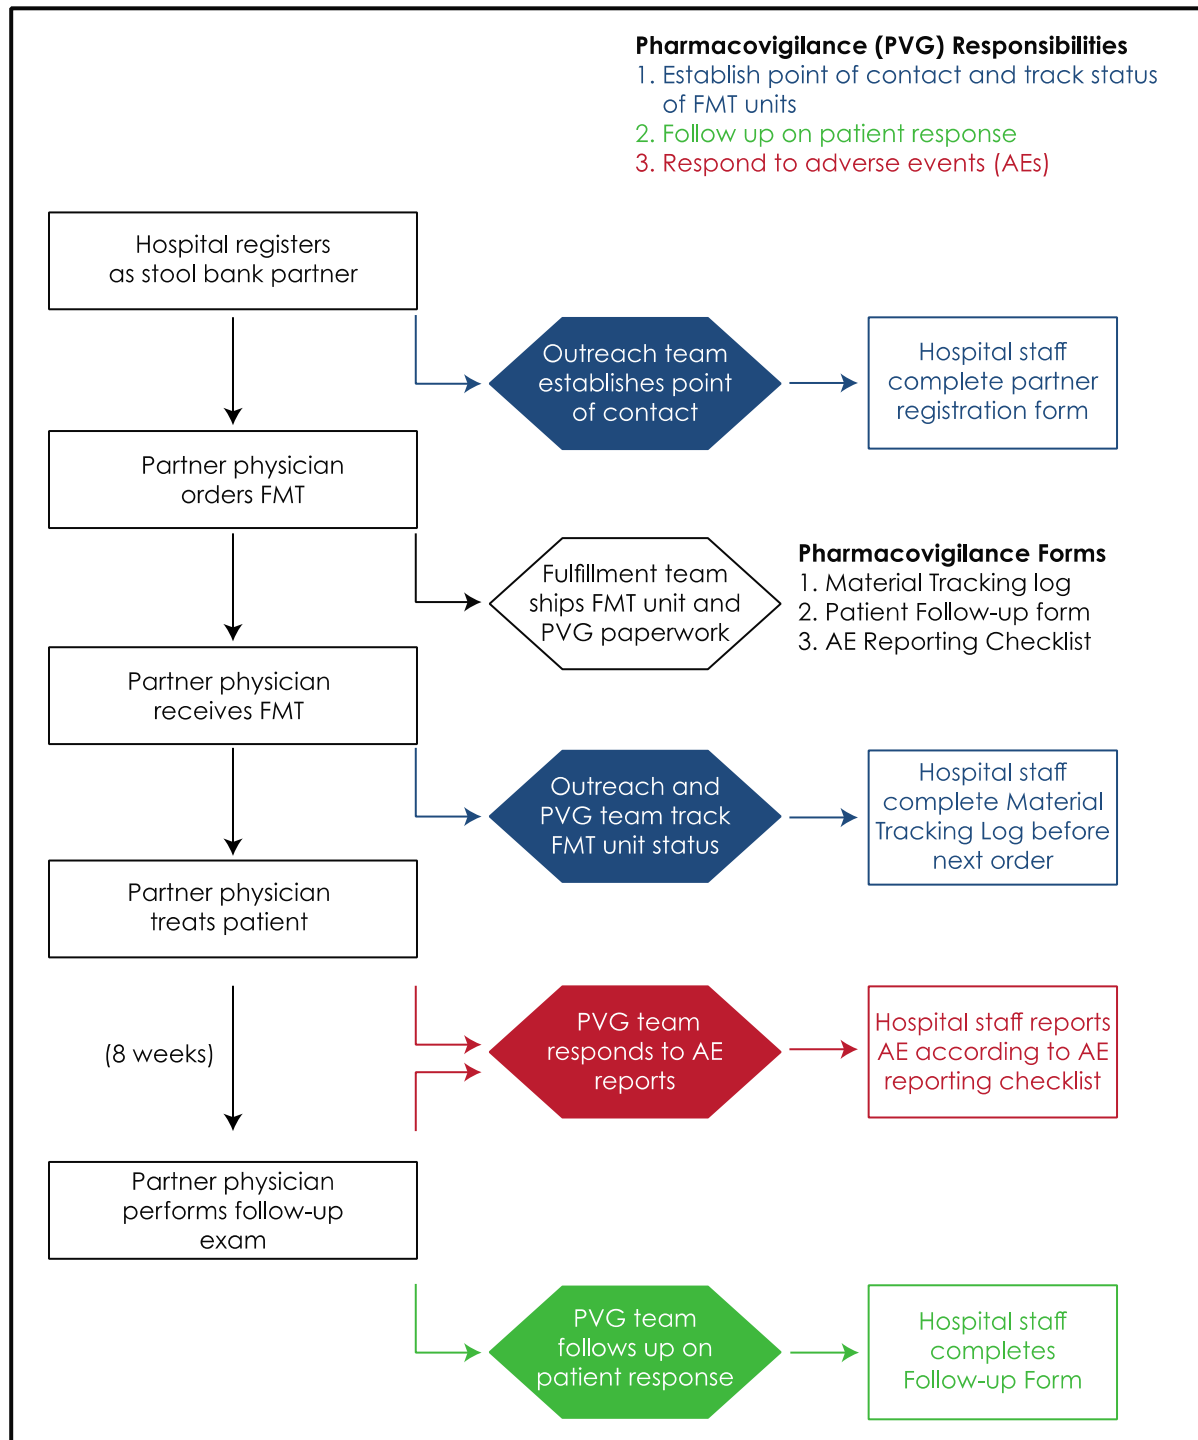 Pharmacovigilance (PVG) Responsibilities
1. Establish point of contact and track status
of FMT units
2. Follow up on patient response
3. Respond to adverse events (AEs)
Hospital registers
as stool bank partner
Outreach team
establishes point
of contact
Hospital staff
complete partner
registration form
Partner physician
orders FMT
Fulfillment team
ships FMT unit and
PVG paperwork
Pharmacovigilance Forms
1. Material Tracking log
2. Patient Follow-up form
3. AE Reporting Checklist
Partner physician
receives FMT
Outreach and
PVG team track
FMT unit status
Hospital staff
complete Material
Tracking Log before
next order
Partner physician
treats patient
(8 weeks)
PVG team
responds to AE
reports
Hospital staff reports
AE according to AE
reporting checklist
Partner physician
performs follow-up
exam
PVG team
follows up on
patient response
Hospital staff
completes
Follow-up Form